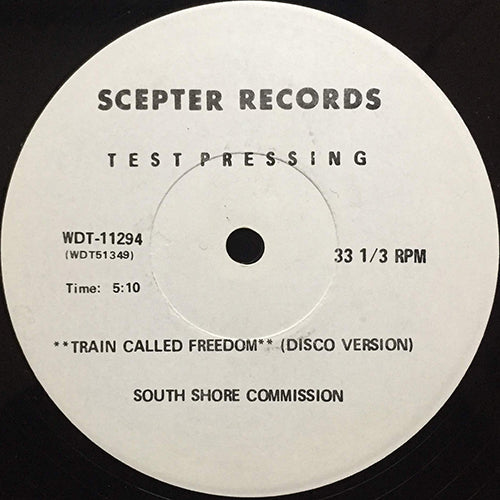 SCEPTER RECORDS
TEST PRESSING
WDT-11294
(WDT51349)
33 1/3 RPM
Time: 5:10
**TRAIN CALLED FREEDOM** (DISCO VERSION)
SOUTH SHORE COMMISSION